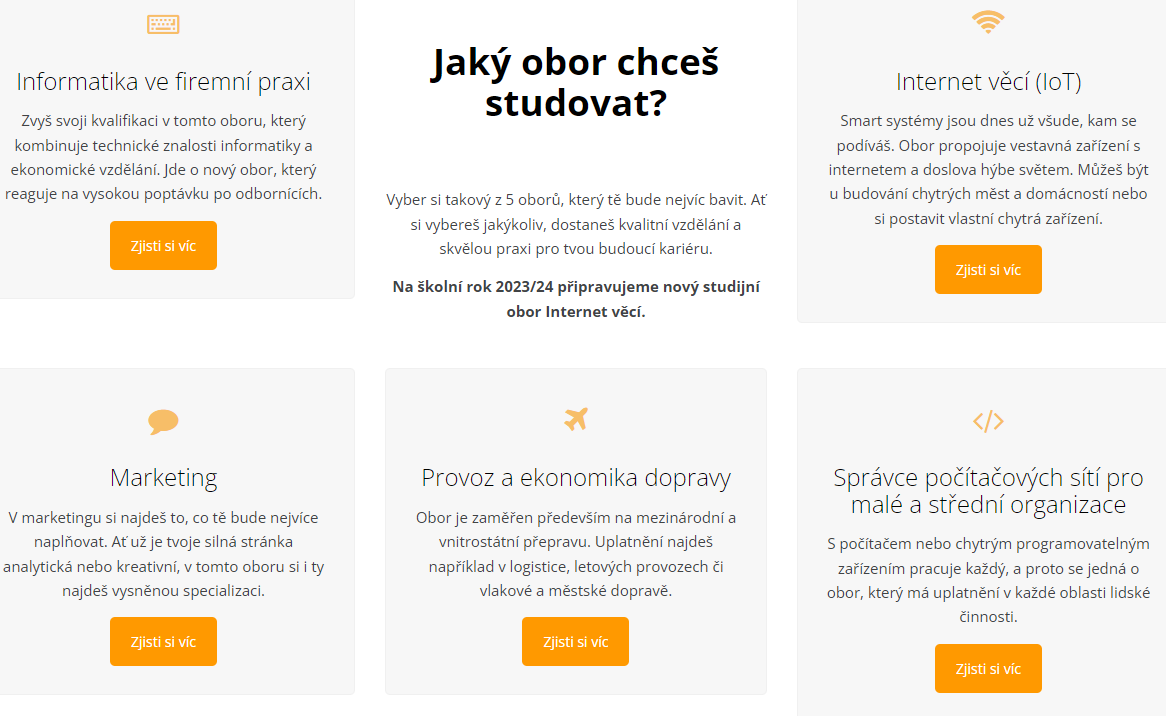 Informatika ve firemní praxi
Zvyš svoji kvalifikaci v tomto oboru, který
kombinuje technické znalosti informatiky a
ekonomické vzdělání. Jde o nový obor, který
reaguje na vysokou poptávku po odbornících.
Zjisti si víc
Jaký obor chceš
studovat?
Vyber si takový z 5 oborů, který tě bude nejvíc bavit. Ať
si vybereš jakýkoliv, dostaneš kvalitní vzdělání a
skvělou praxi pro tvou budoucí kariéru.
Na školní rok 2023/24 připravujeme nový studijní
obor Internet věcí.
Internet věcí (IoT)
Smart systémy jsou dnes už všude, kam se
podíváš. Obor propojuje vestavná zařízení s
internetem a doslova hýbe světem. Můžeš být
u budování chytrých měst a domácností nebo
si postavit vlastní chytrá zařízení.
Zjisti si víc
Marketing
V marketingu si najdeš to, co tě bude nejvíce
naplňovat. Ať už je tvoje silná stránka
analytická nebo kreativní, v tomto oboru si i ty
najdeš vysněnou specializaci.
Zjisti si víc
Provoz a ekonomika dopravy
Obor je zaměřen především na mezinárodní a
vnitrostátní přepravu. Uplatnění najdeš
například v logistice, letových provozech či
vlakové a městské dopravě.
Zjisti si víc
Správce počítačových sítí pro
malé a střední organizace
S počítačem nebo chytrým programovatelným
zařízením pracuje každý, a proto se jedná o
obor, který má uplatnění v každé oblasti lidské
činnosti.
Zjisti si víc